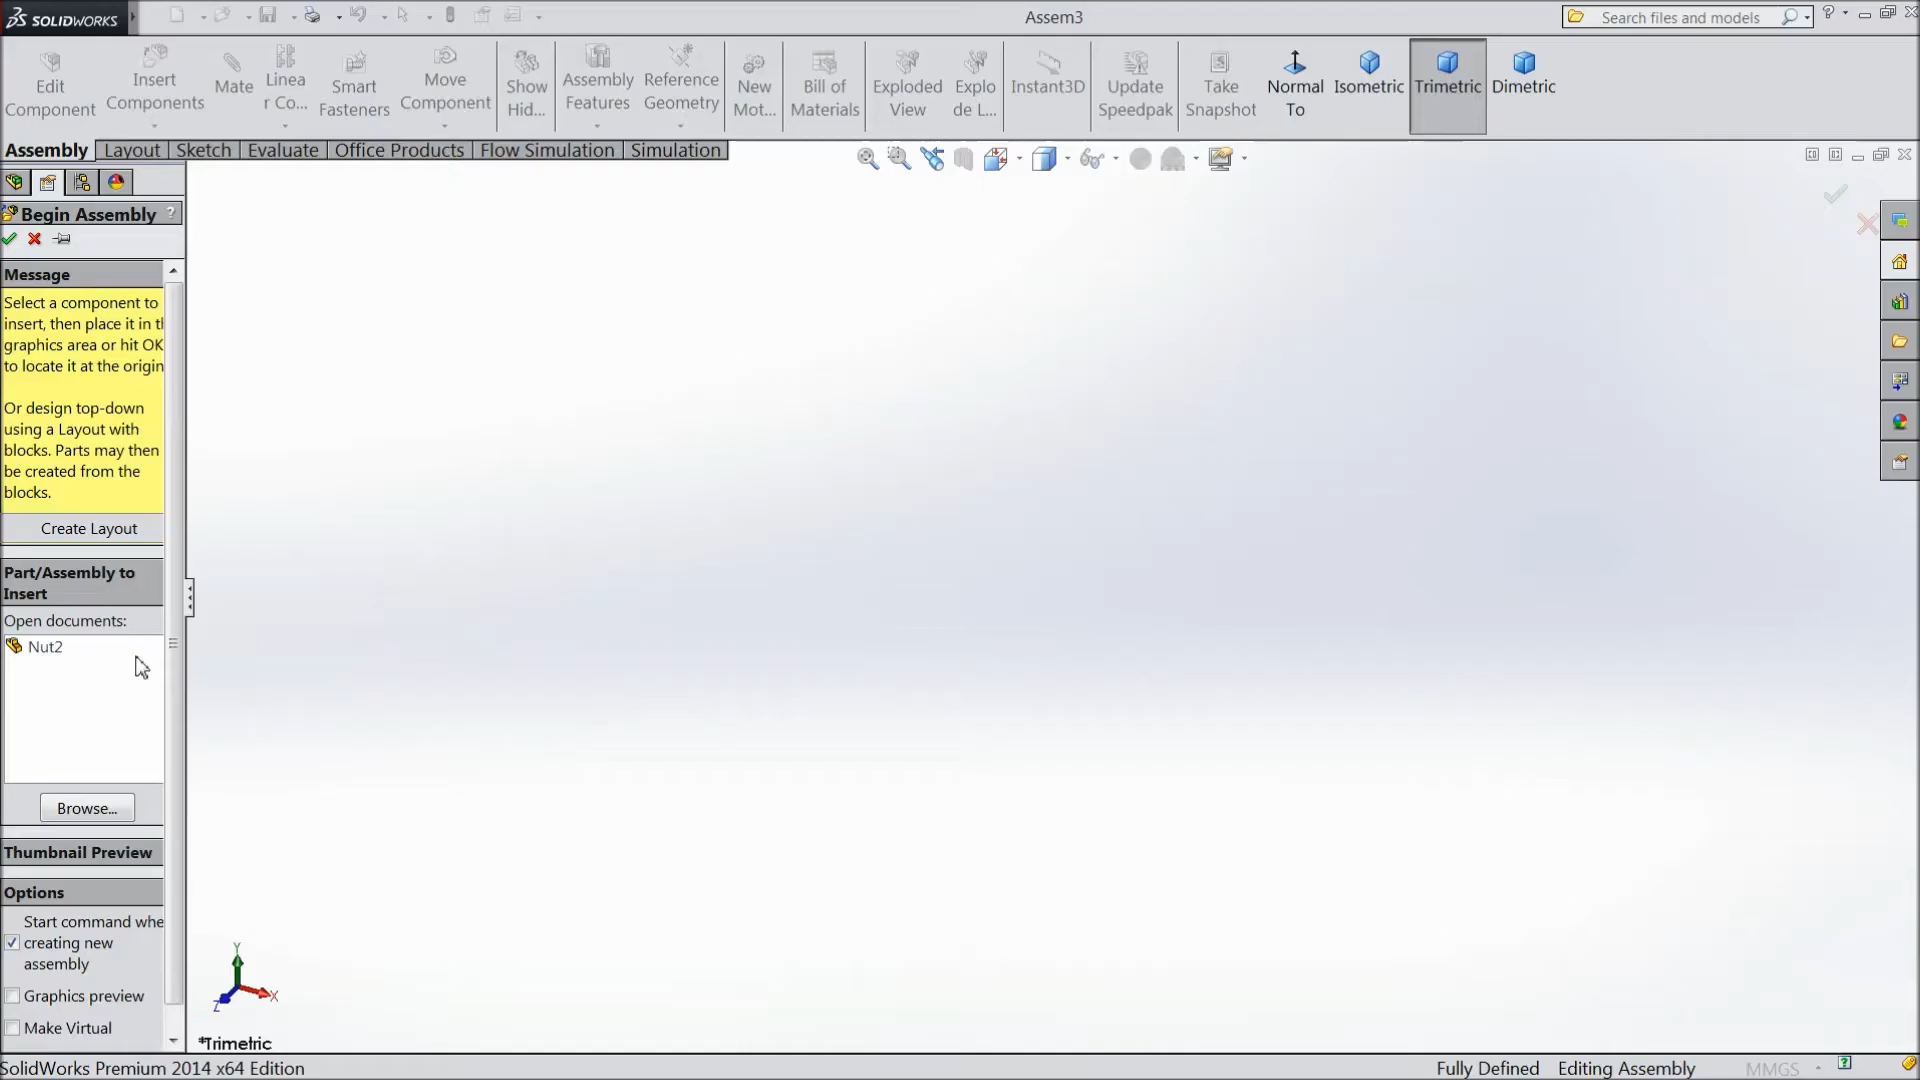 SOLIDWORKS
Assem3
Search files and models
Edit
Component
Insert
Components
Mate
Linea
r Co...
Smart
Fasteners
Move
Component
Show
Hid...
Assembly
Features
Reference
Geometry
New
Mot...
Bill of
Materials
Exploded
View
Explo
de L...
Instant3D
Update
Speedpak
Take
Snapshot
Normal
To
Isometric
Trimetric
Dimetric
Assembly
Layout
Sketch
Evaluate
Office Products
Flow Simulation
Simulation
Begin Assembly
?
Message
Select a component to
insert, then place it in th
graphics area or hit OK
to locate it at the origin
Or design top-down
using a Layout with
blocks. Parts may then
be created from the
blocks.
Create Layout
Part/Assembly to
Insert
Open documents:
Nut2
Browse...
Thumbnail Preview
Options
Start command whe
creating new
assembly
Graphics preview
Make Virtual
Y
X
Z
*Trimetric
SolidWorks Premium 2014 x64 Edition
Fully Defined
Editing Assembly
MMGS